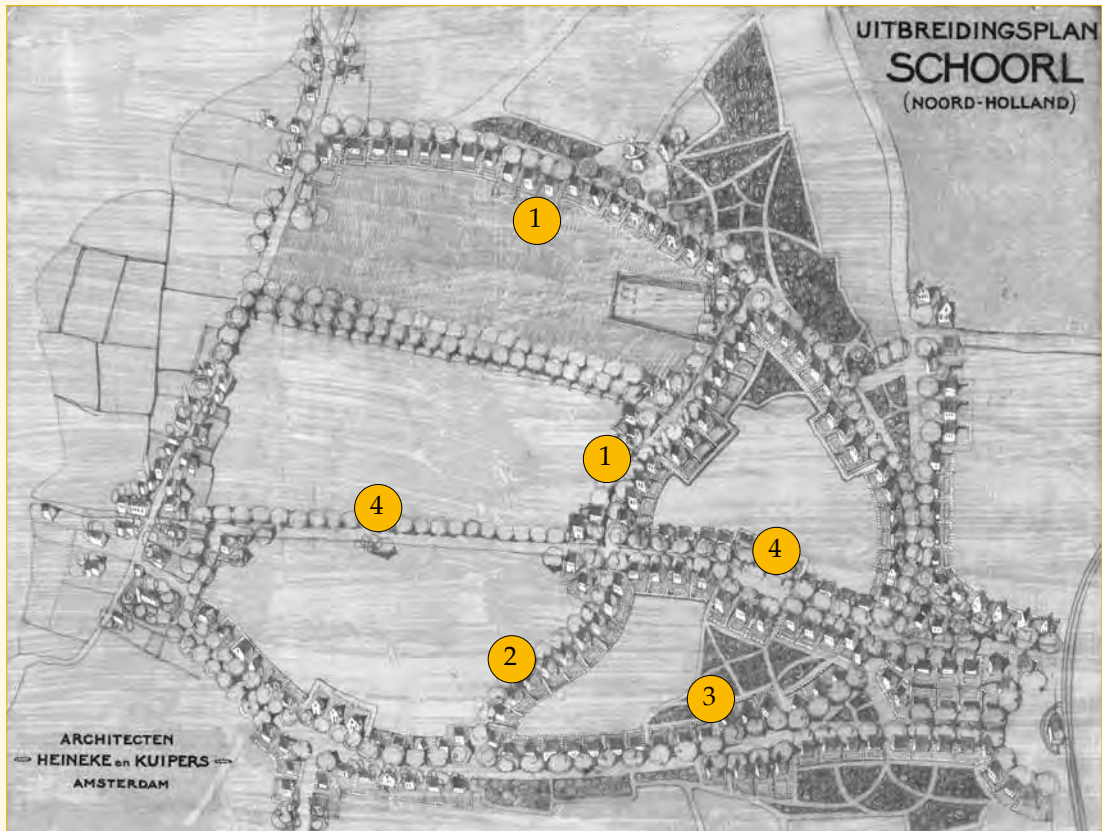 UITBREIDINGSPLAN
SCHOORL
(NOORD-HOLLAND)
1
1
4
4
2
3
ARCHITECTEN
HEINEKE en KUIPERS
AMSTERDAM